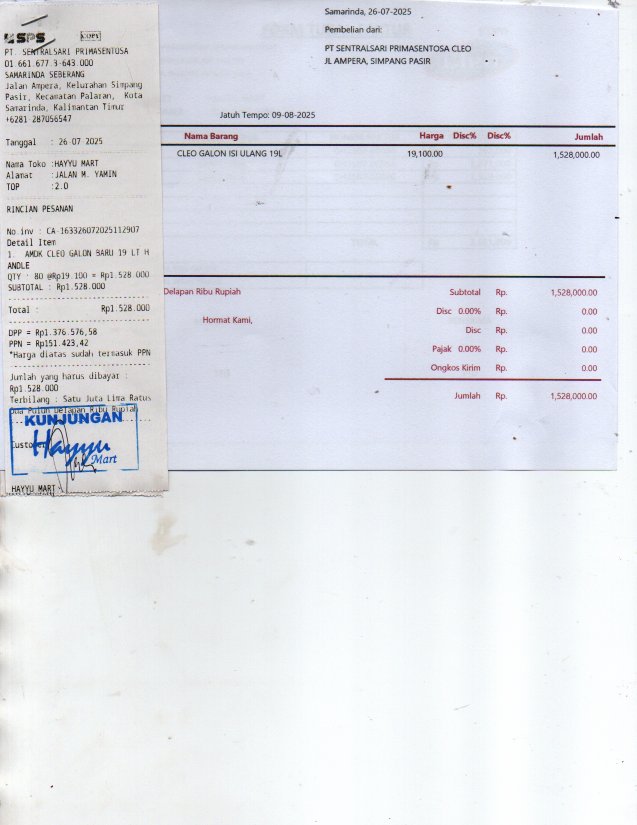 SPS
COPY
PT. SENTRALSARI PRIMASENTOSA
01.661.677.3-643.000
SAMARINDA SEBERANG
Jalan Ampera, Kelurahan Simpang
Pasir, Kecamatan Palaran, Kota
Samarinda, Kalimantan Timur
+6281-287056547
Tanggal : 26-07-2025
Nama Toko :HAYYU MART
Alamat :JALAN M. YAMIN
TOP :2.0
RINCIAN PESANAN
No.inv : CA-163326072025112907
Detail Item
1. AMDK CLEO GALON BARU 19 LT H
ANDLE
QTY : 80 @Rp19.100 = Rp1.528.000
SUBTOTAL : Rp1.528.000
Total : Rp1.528.000
DPP = Rp1.376.576,58
PPN = Rp151.423,42
*Harga diatas sudah termasuk PPN
Jumlah yang harus dibayar :
Rp1.528.000
Terbilang : Satu Juta Lima Ratus
Dua Puluh Delapan Ribu Rupiah
KUNJUNGAN
Customer
Hayyu
Mart
HAYYU MART
Samarinda, 26-07-2025
Pembelian dari:
PT SENTRALSARI PRIMASENTOSA CLEO
JL AMPERA, SIMPANG PASIR
Jatuh Tempo: 09-08-2025
Nama Barang Harga Disc% Disc% Jumlah
CLEO GALON ISI ULANG 19L 19,100.00 1,528,000.00
Delapan Ribu Rupiah
Hormat Kami,
Subtotal Rp. 1,528,000.00
Disc 0.00% Rp. 0.00
Disc Rp. 0.00
Pajak 0.00% Rp. 0.00
Ongkos Kirim Rp. 0.00
Jumlah Rp. 1,528,000.00